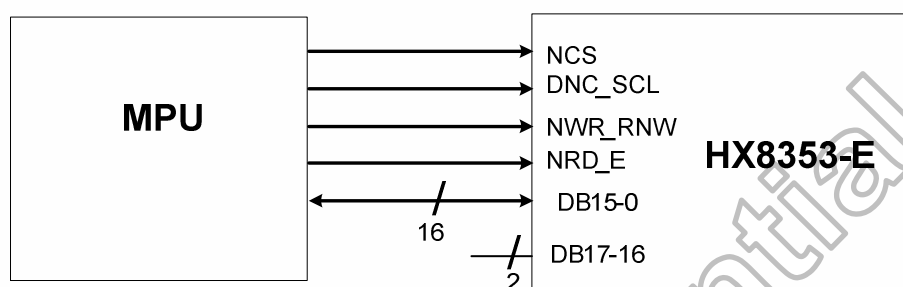 MPU
NCS
DNC_SCL
NWR_RNW
HX8353-E
NRD_E
DB15-0
16
DB17-16
2